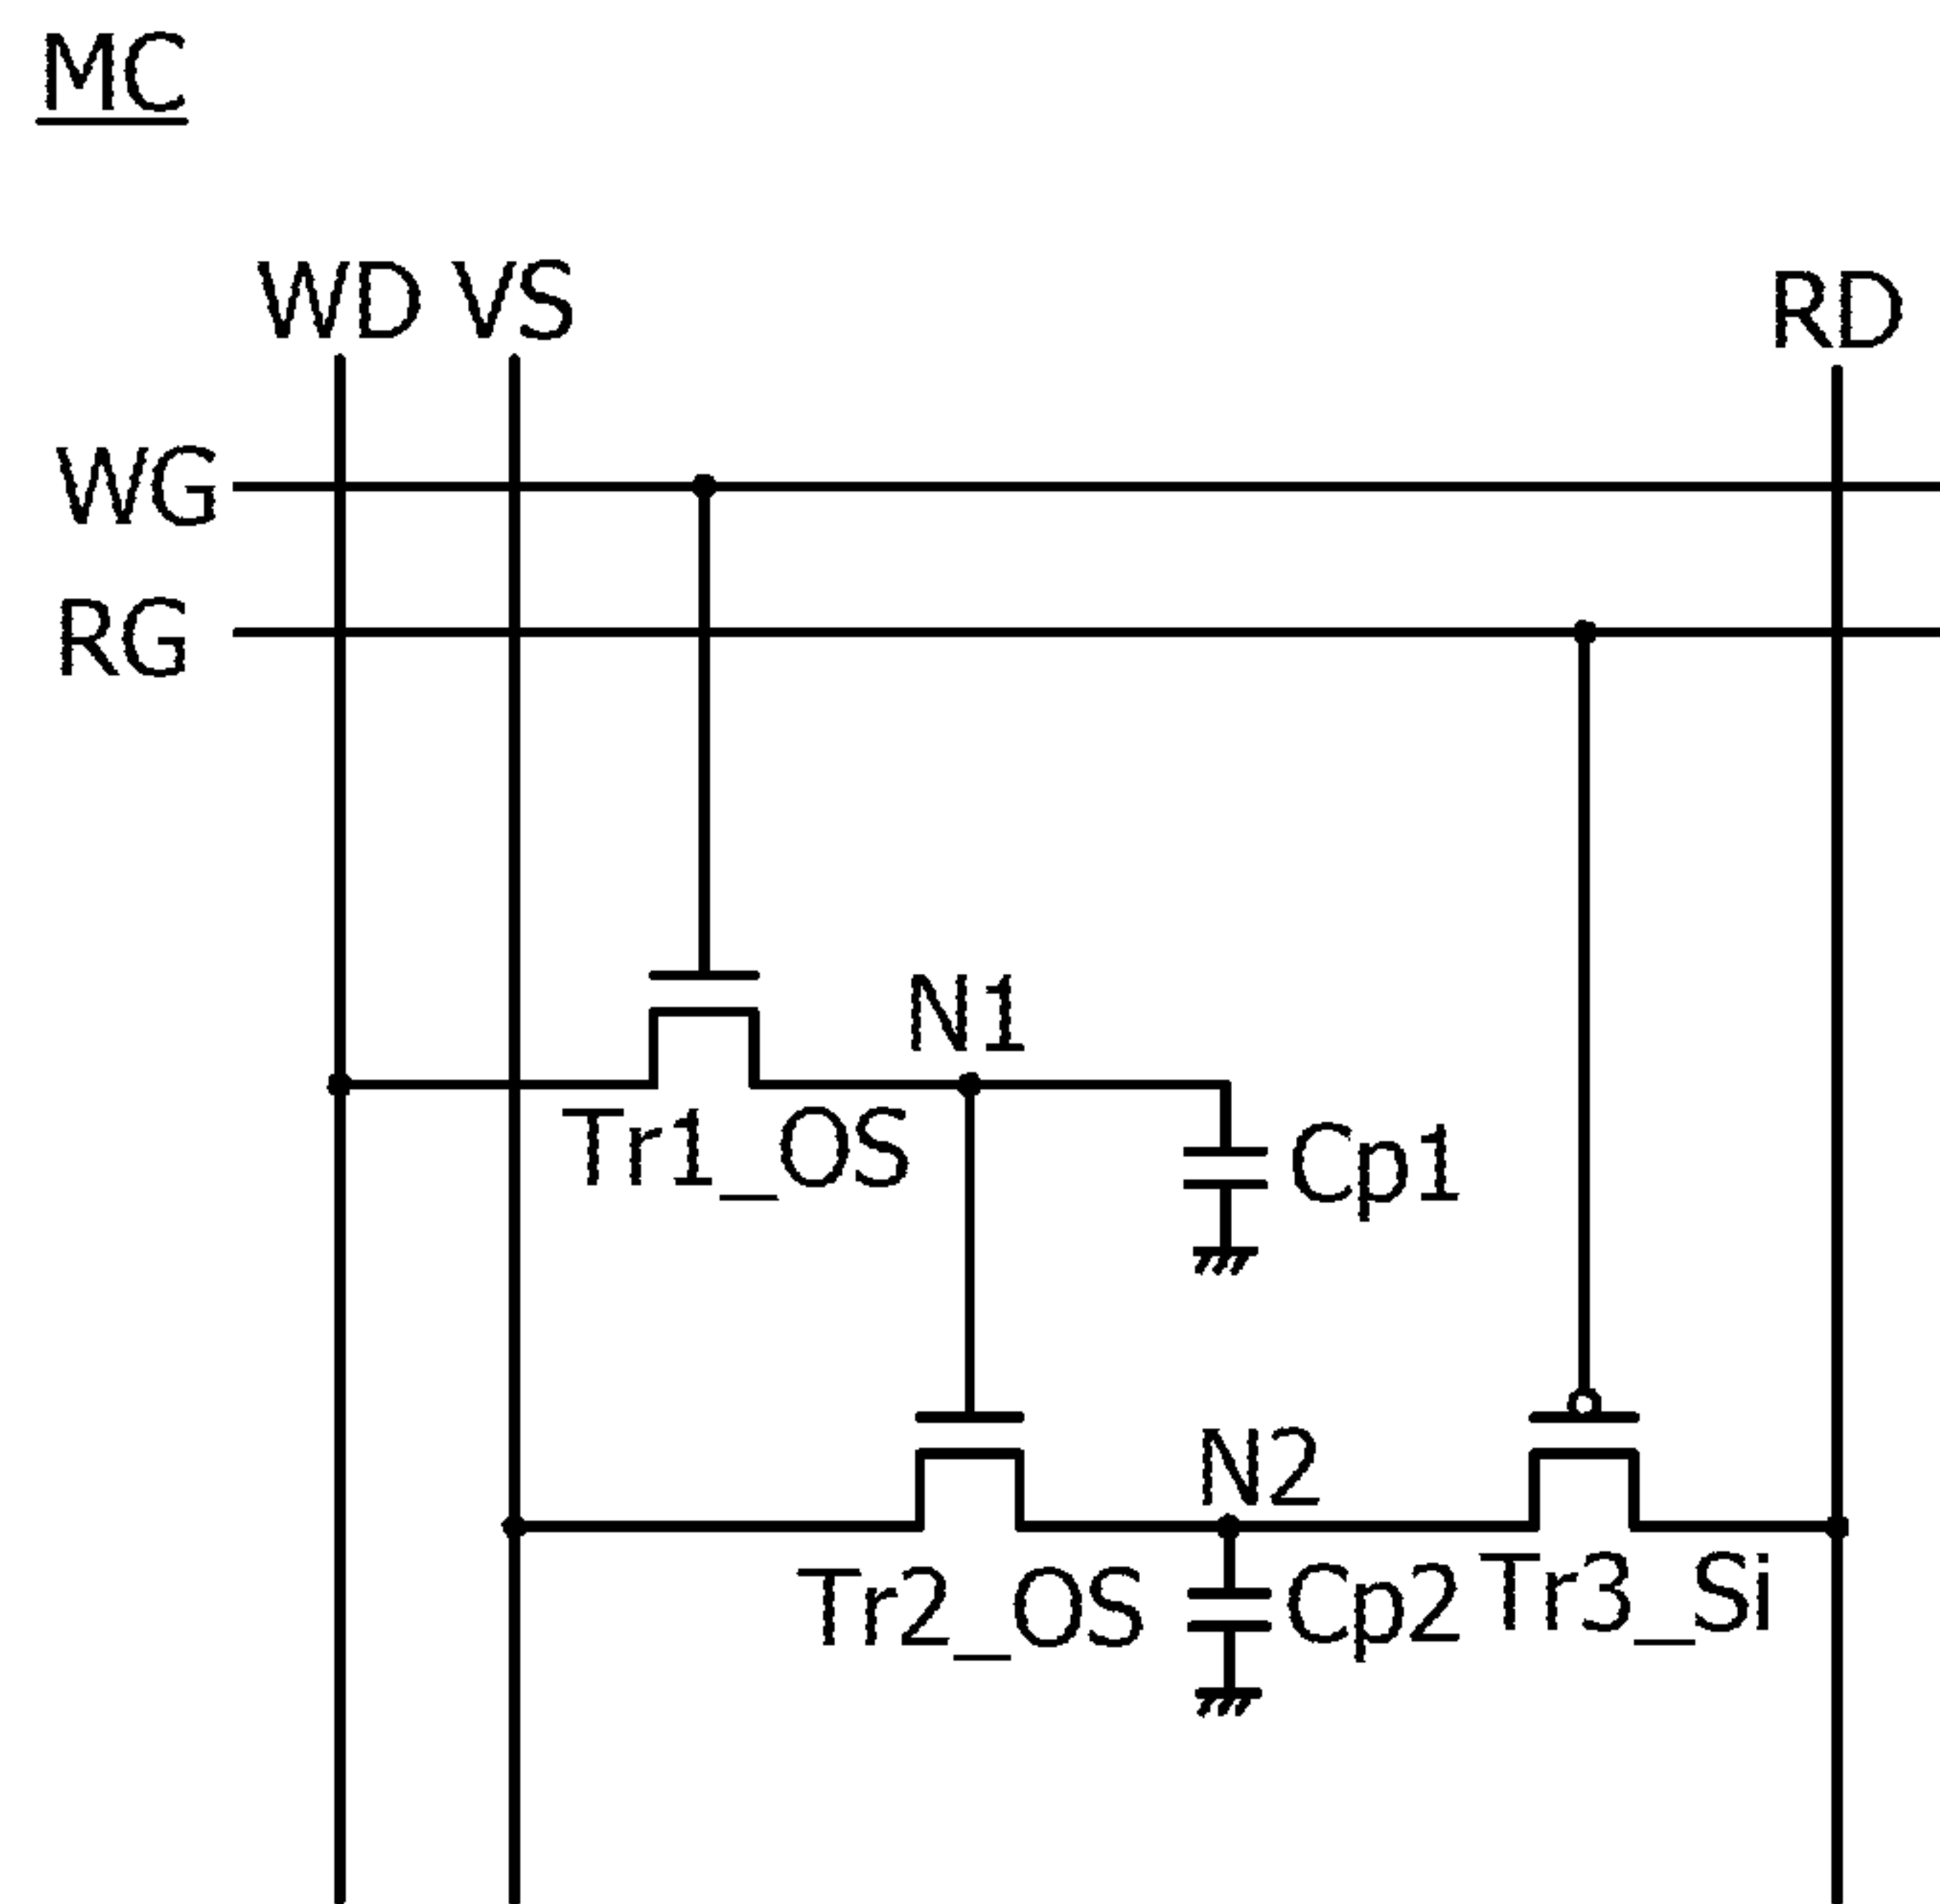 MC
WD VS RD
WG
RG
N1
Tr1_OS Cp1
N2
Tr2_OS Cp2 Tr3_Si